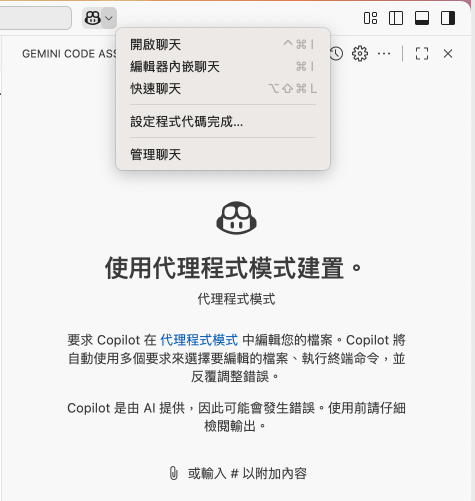 GEMINI CODE ASS
開啟聊天 ⌃⌘I
編輯器內嵌聊天 ⌘I
快速聊天 ⌥⇧⌘L
設定程式代碼完成...
管理聊天
使用代理程式模式建置。
代理程式模式
要求 Copilot 在 代理程式模式 中編輯您的檔案。Copilot 將
自動使用多個要求來選擇要編輯的檔案、執行終端命令，並
反覆調整錯誤。
Copilot 是由 AI 提供，因此可能會發生錯誤。使用前請仔細
檢閱輸出。
或輸入 # 以附加內容